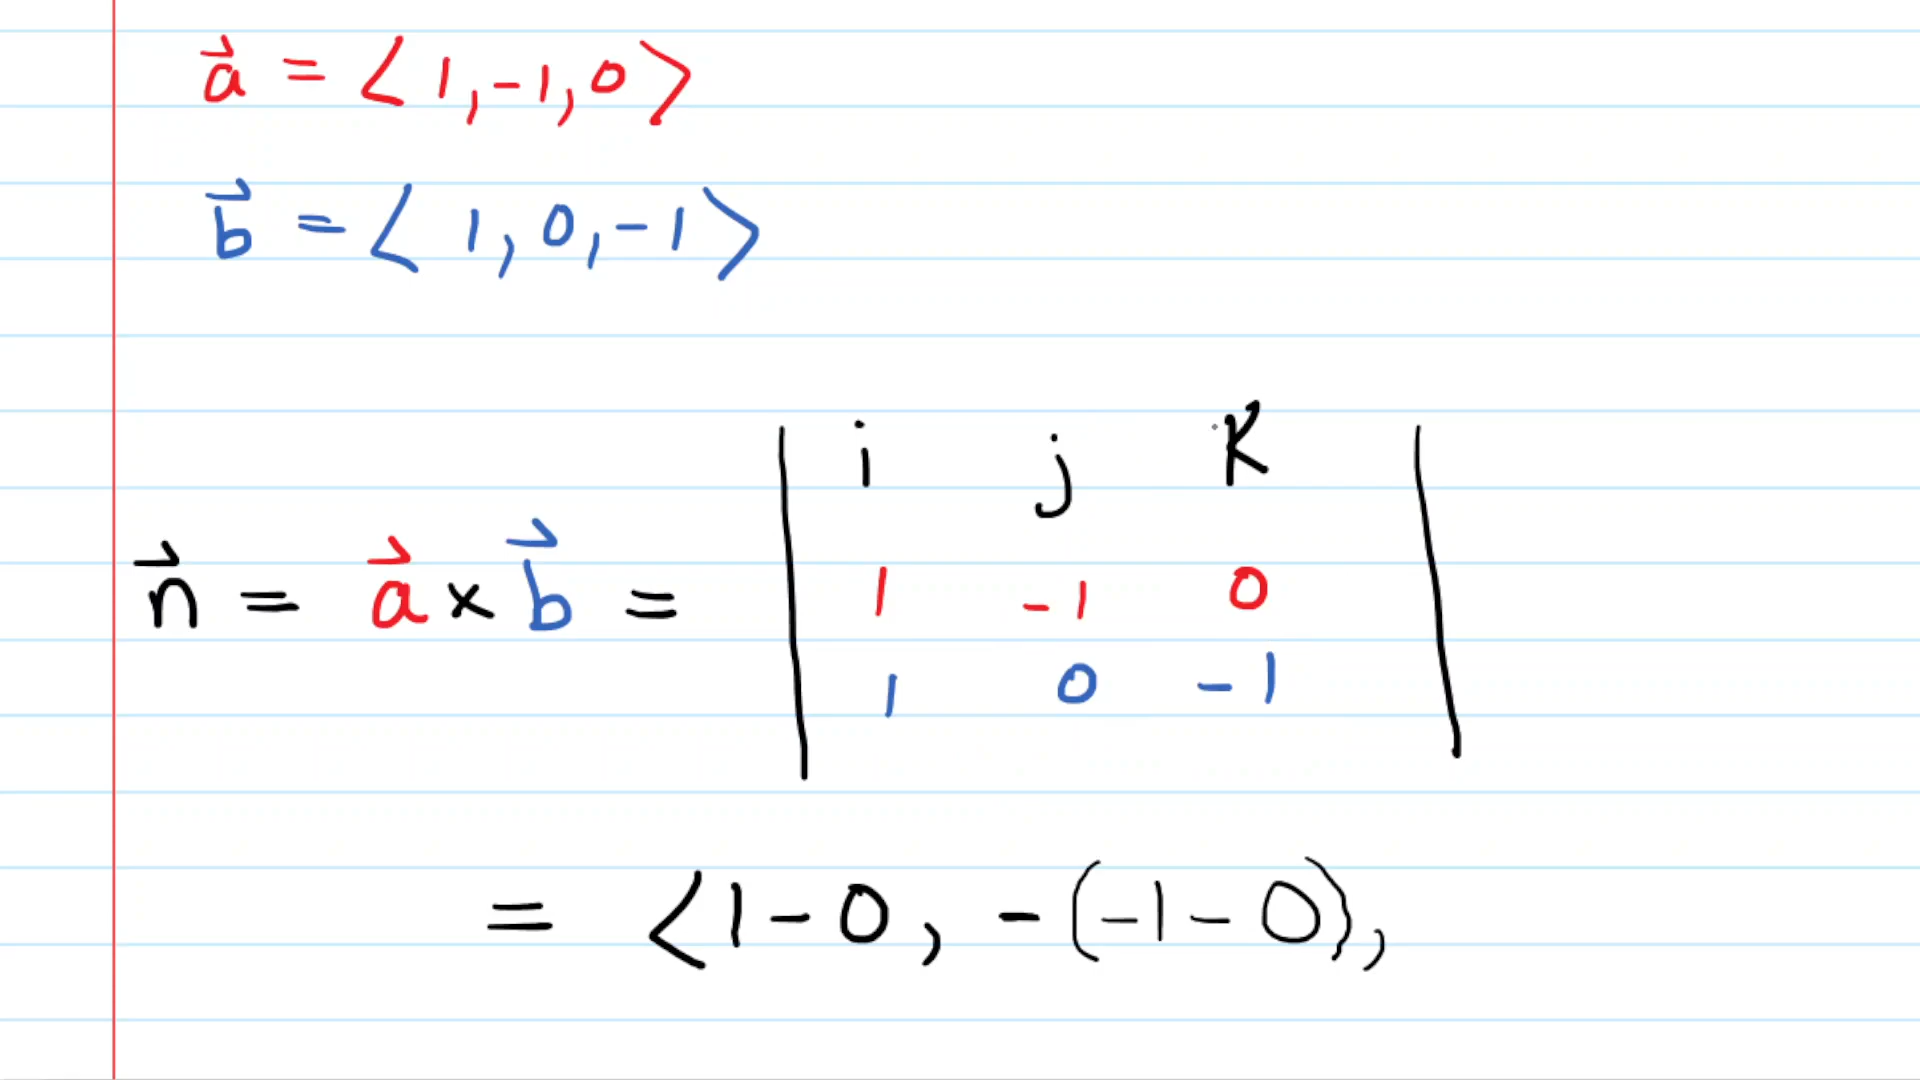 a⃗ = ⟨1, -1, 0⟩
b⃗ = ⟨1, 0, -1⟩
i j K
n⃗ = a⃗ × b⃗ = | 1 -1 0 |
1 0 -1
= ⟨1 - 0, -(-1 - 0),